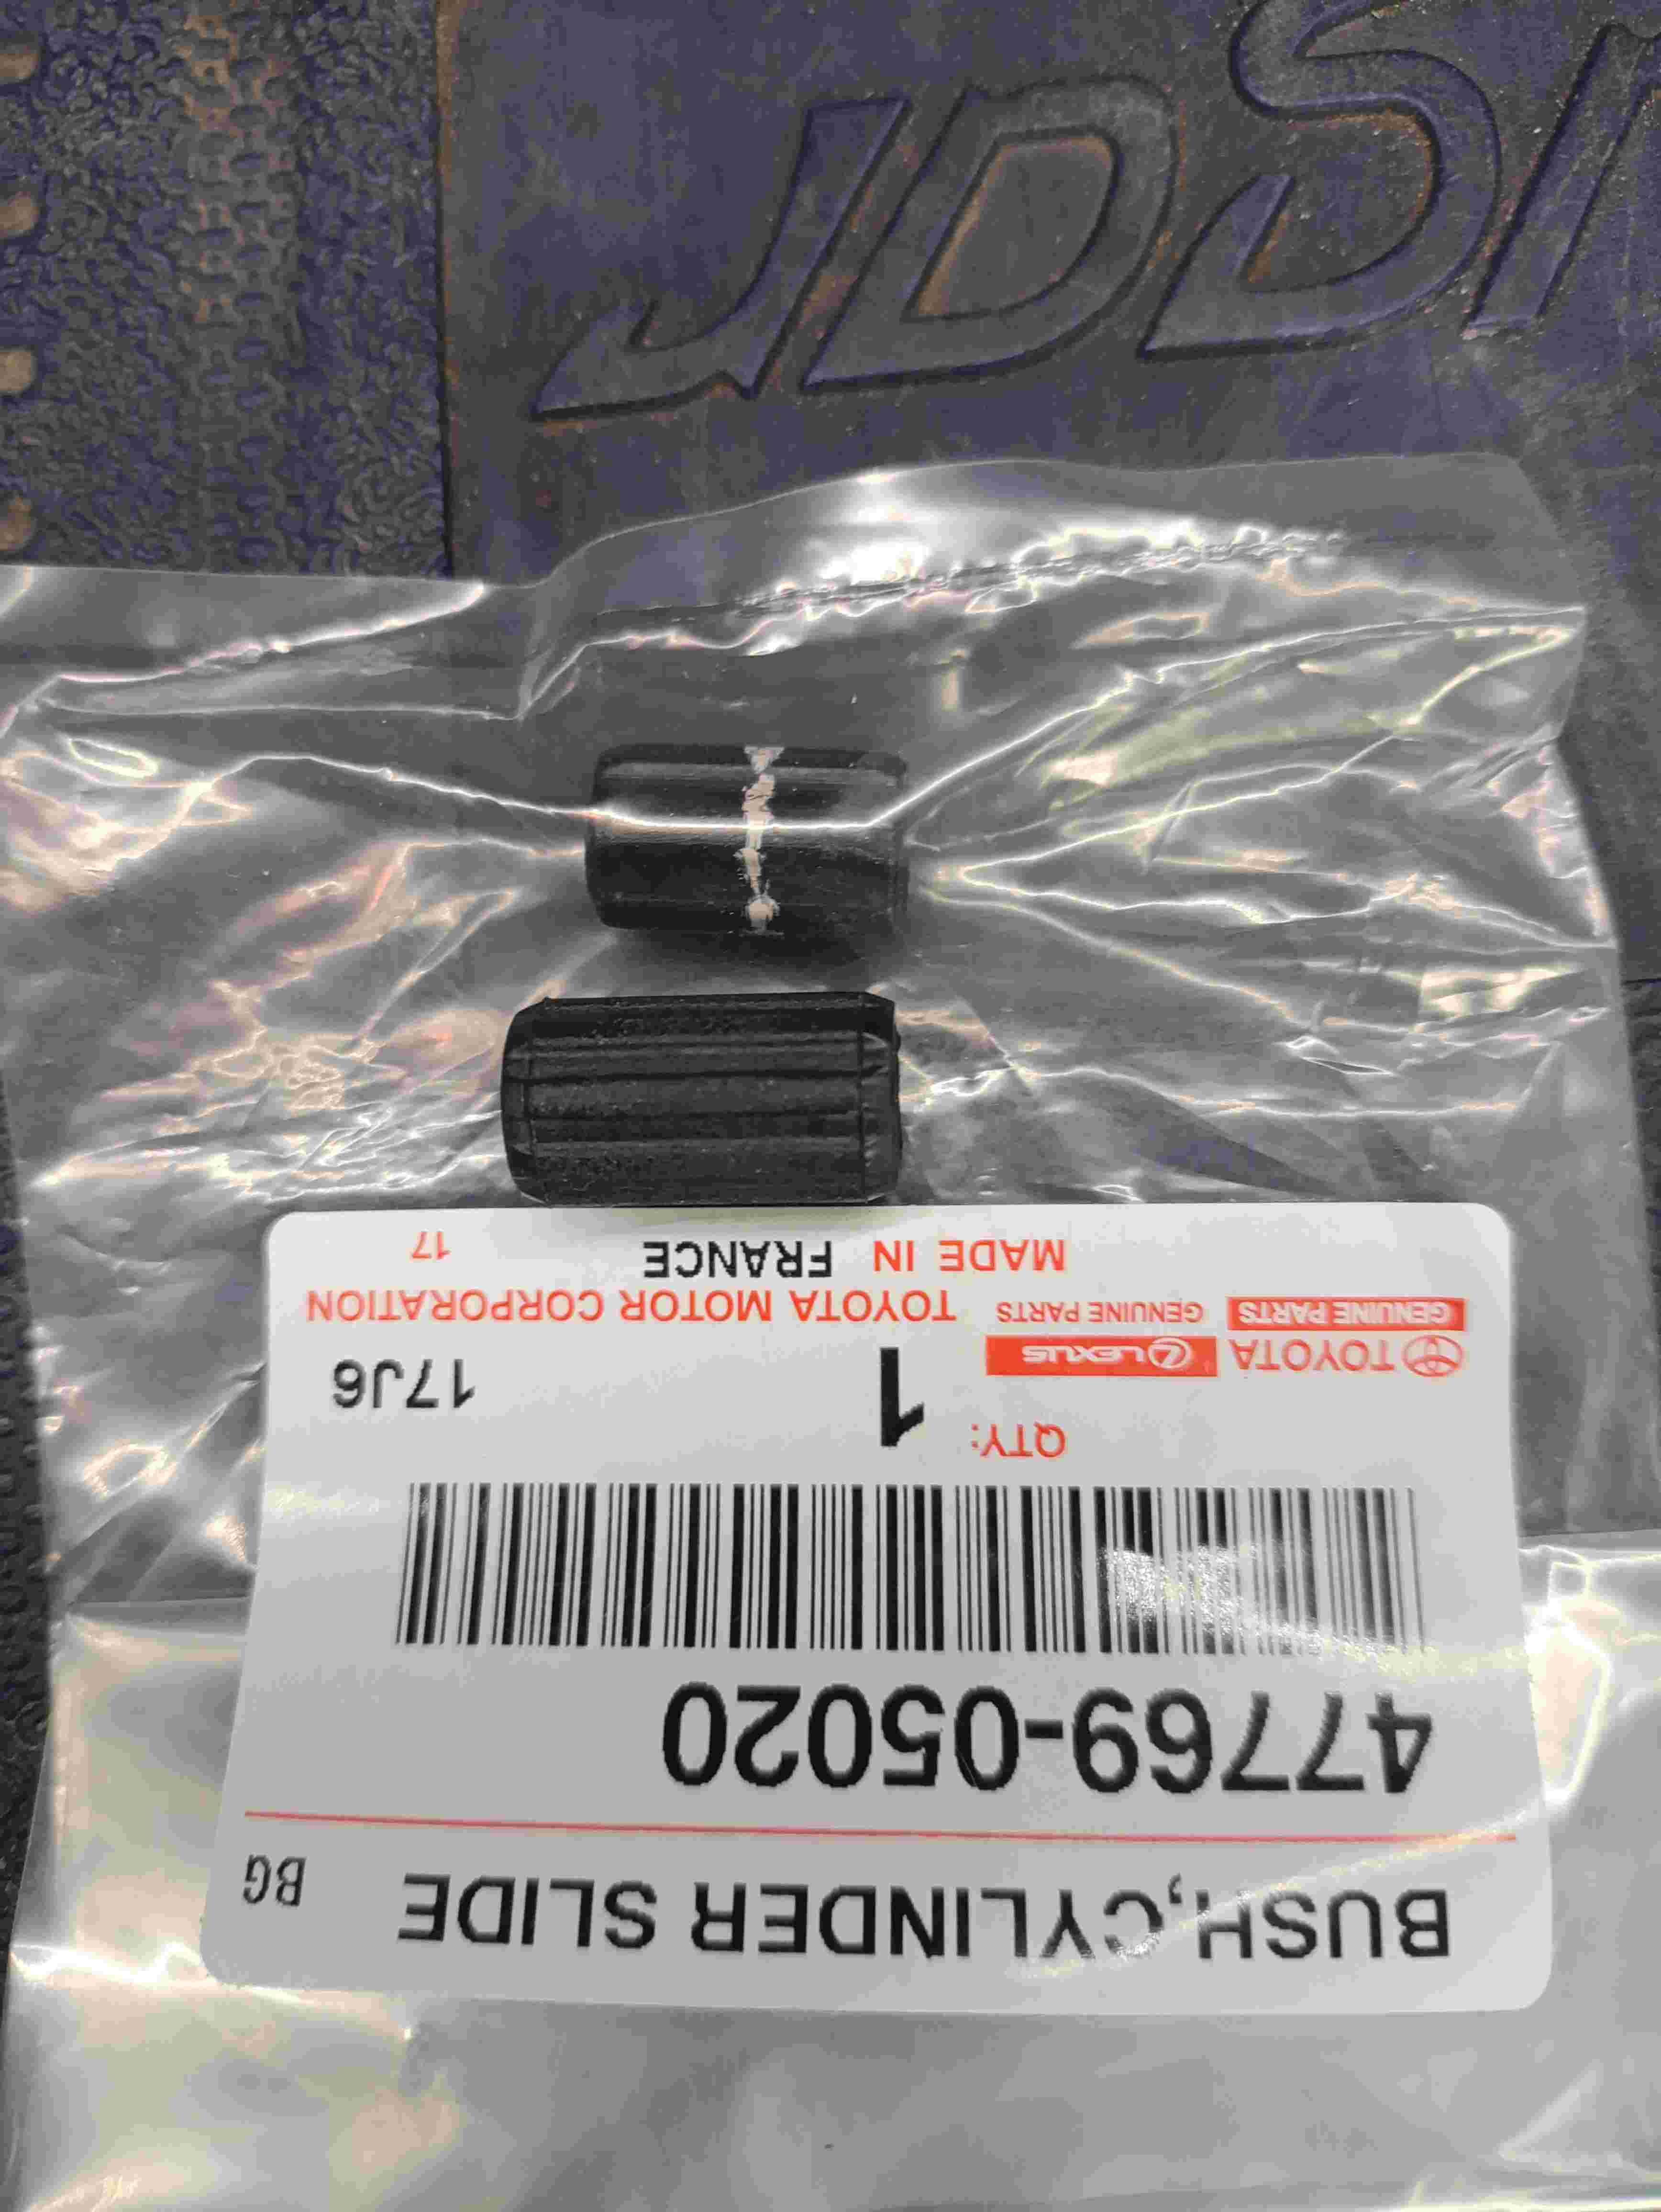 JDSM
BUSH,CYLINDER SLIDE BG
47769-05020
QTY: 1 17J6
TOYOTA LEXUS
GENUINE PARTS GENUINE PARTS TOYOTA MOTOR CORPORATION
MADE IN FRANCE 17